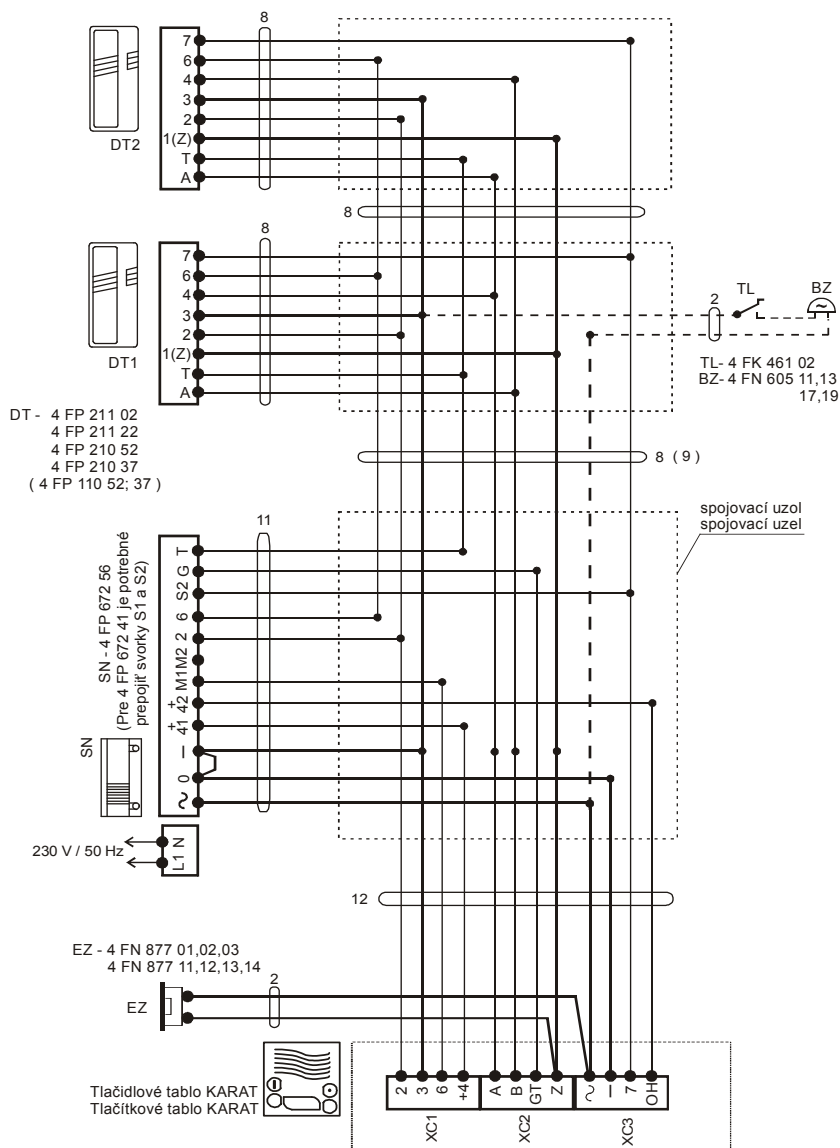 8
7
6
4
3
2
1(Z)
T
A
DT2
8
8
7
6
4
3
2
1(Z)
T
A
DT1
2
TL
BZ
TL- 4 FK 461 02
BZ- 4 FN 605 11,13
17,19
DT - 4 FP 211 02
4 FP 211 22
4 FP 210 52
4 FP 210 37
( 4 FP 110 52; 37 )
8 ( 9 )
spojovací uzol
spojovací uzel
11
SN - 4 FP 672 56
(Pre 4 FP 672 41 je potrebné
prepojiť svorky S1 a S2)
T
G
S2
6
2
M2
M1
+ 42
+ 41
—
0
~
SN
L1 N
230 V / 50 Hz
12
EZ - 4 FN 877 01,02,03
4 FN 877 11,12,13,14
2
EZ
Tlačidlové tablo KARAT
Tlačítkové tablo KARAT
2
3
6
+4
A
B
GT
Z
~
—
7
OH
XC1
XC2
XC3